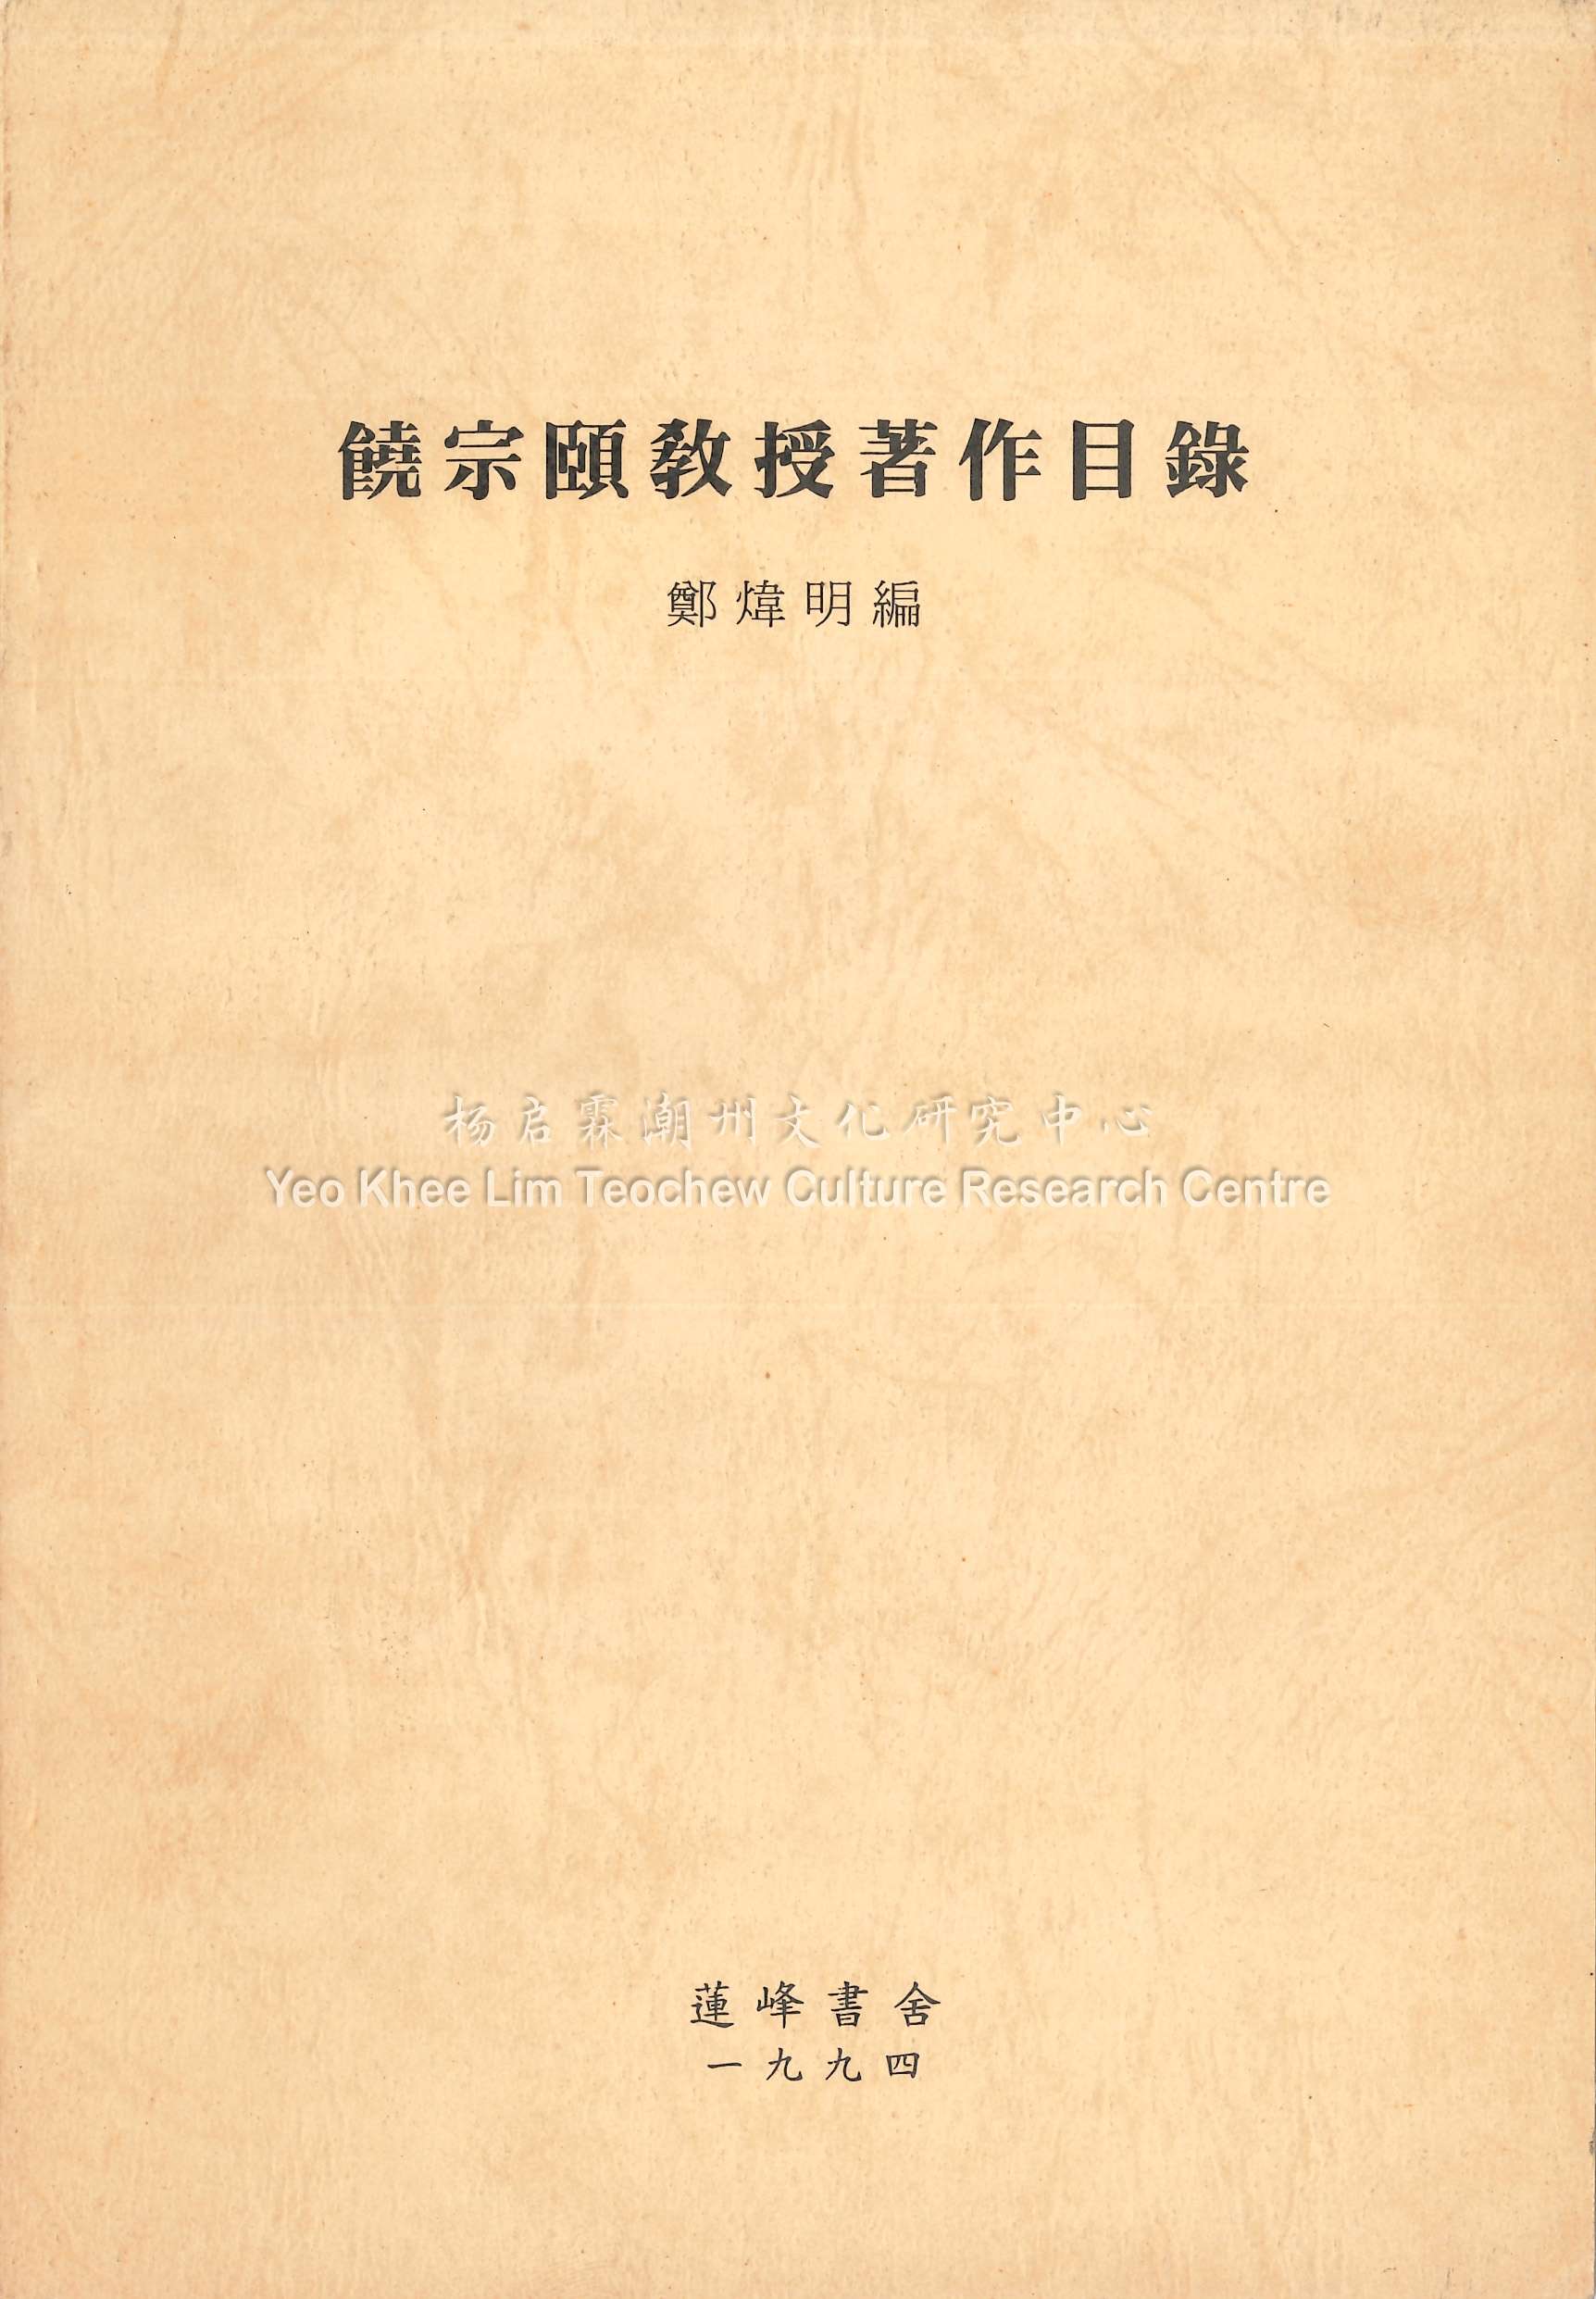 饒宗頤教授著作目錄
鄭煒明編
杨启霖潮州文化研究中心
Yeo Khee Lim Teochew Culture Research Centre
蓮峰書舍
一九九四